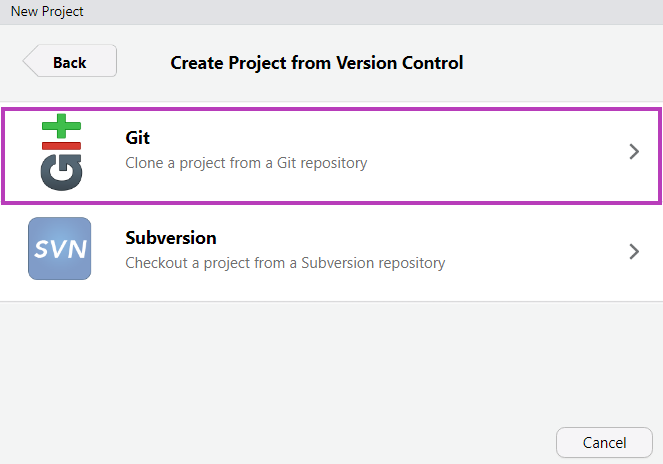 New Project
Back
Create Project from Version Control
Git
Git
Clone a project from a Git repository
SVN
Subversion
Checkout a project from a Subversion repository
Cancel